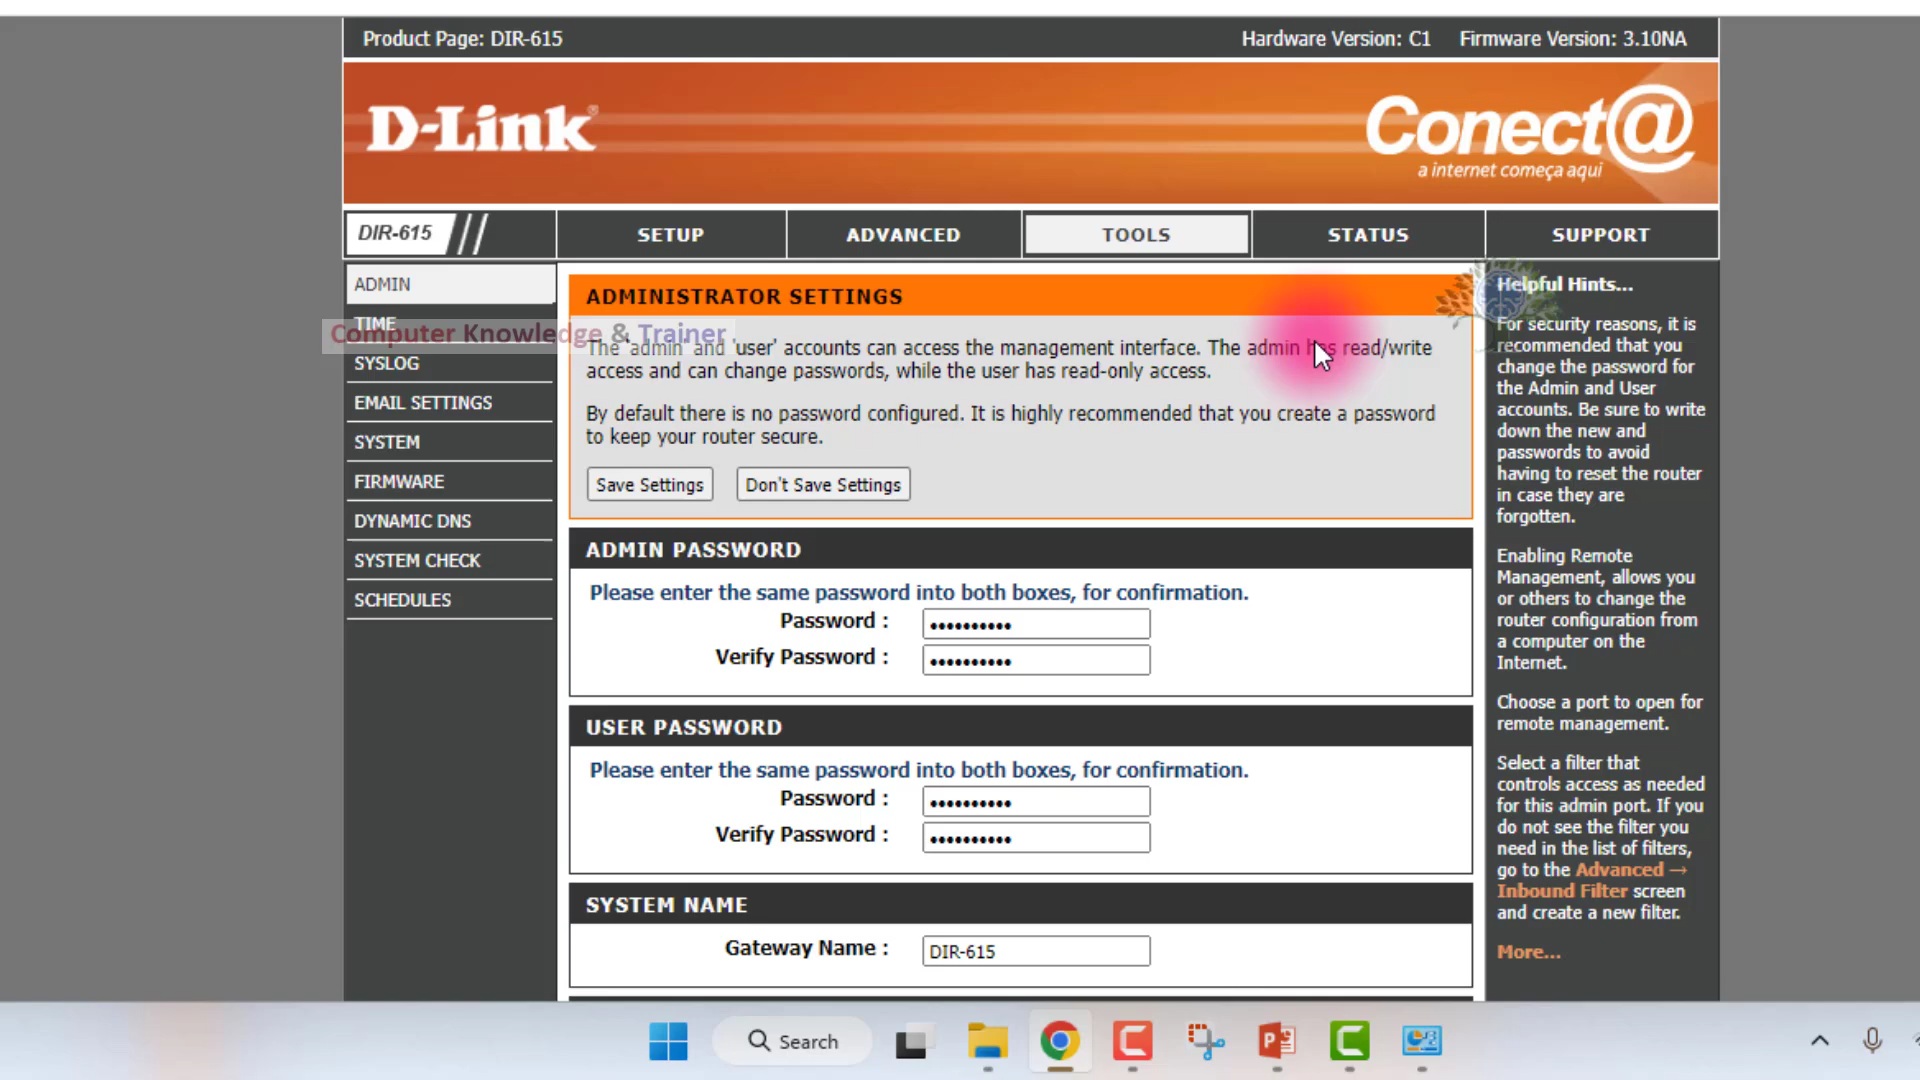 Product Page: DIR-615
Hardware Version: C1 Firmware Version: 3.10NA
D-Link®
Conect@
a internet começa aqui
DIR-615
SETUP
ADVANCED
TOOLS
STATUS
SUPPORT
ADMIN
TIME
SYSLOG
EMAIL SETTINGS
SYSTEM
FIRMWARE
DYNAMIC DNS
SYSTEM CHECK
SCHEDULES
Computer Knowledge & Trainer
ADMINISTRATOR SETTINGS
The 'admin' and 'user' accounts can access the management interface. The admin has read/write
access and can change passwords, while the user has read-only access.
By default there is no password configured. It is highly recommended that you create a password
to keep your router secure.
Save Settings
Don't Save Settings
ADMIN PASSWORD
Please enter the same password into both boxes, for confirmation.
Password : ••••••••••
Verify Password : ••••••••••
USER PASSWORD
Please enter the same password into both boxes, for confirmation.
Password : ••••••••••
Verify Password : ••••••••••
SYSTEM NAME
Gateway Name : DIR-615
Helpful Hints...
For security reasons, it is
recommended that you
change the password for
the Admin and User
accounts. Be sure to write
down the new and
passwords to avoid
having to reset the router
in case they are
forgotten.
Enabling Remote
Management, allows you
or others to change the
router configuration from
a computer on the
Internet.
Choose a port to open for
remote management.
Select a filter that
controls access as needed
for this admin port. If you
do not see the filter you
need in the list of filters,
go to the Advanced →
Inbound Filter screen
and create a new filter.
More...
Search